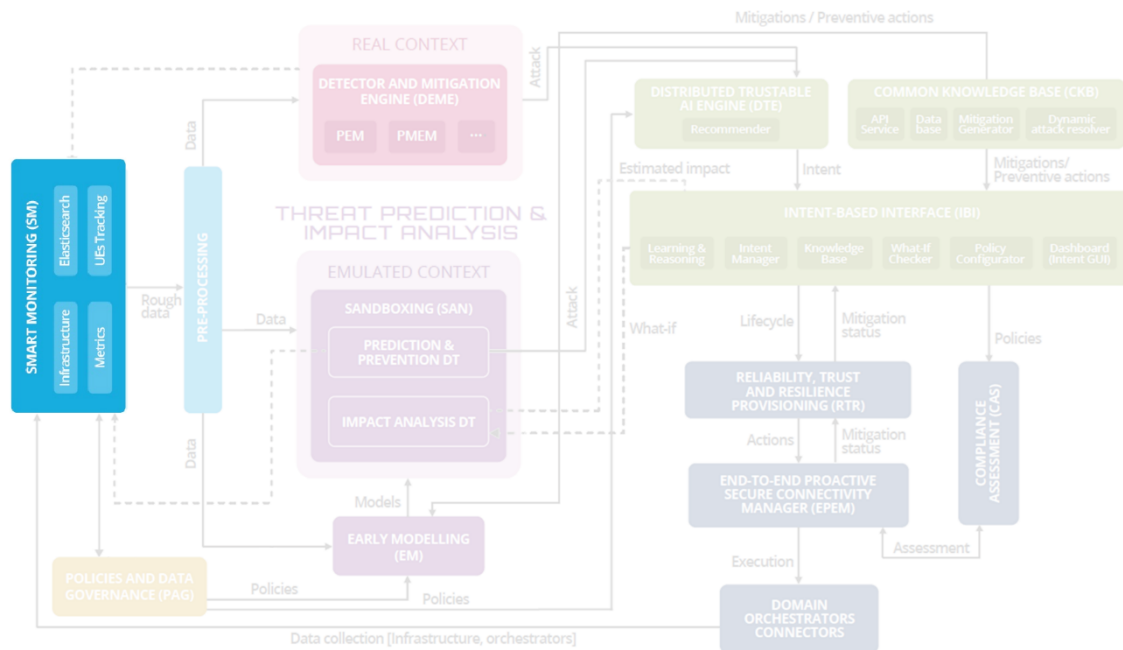 Mitigations / Preventive actions
REAL CONTEXT
Attack
DETECTOR AND MITIGATION
ENGINE (DEME)
PEM
PMEM
...
Data
DISTRIBUTED TRUSTABLE
AI ENGINE (DTE)
Recommender
COMMON KNOWLEDGE BASE (CKB)
API
Service
Data
base
Mitigation
Generator
Dynamic
attack resolver
Estimated impact
Intent
Mitigations/
Preventive actions
SMART MONITORING (SM)
Elasticsearch
UEs Tracking
Infrastructure
Metrics
Rough
data
PRE-PROCESSING
THREAT PREDICTION &
IMPACT ANALYSIS
INTENT-BASED INTERFACE (IBI)
Learning &
Reasoning
Intent
Manager
Knowledge
Base
What-If
Checker
Policy
Configurator
Dashboard
(Intent GUI)
EMULATED CONTEXT
SANDBOXING (SAN)
Data
PREDICTION &
PREVENTION DT
IMPACT ANALYSIS DT
Attack
What-if
Lifecycle
Mitigation
status
Policies
RELIABILITY, TRUST
AND RESILIENCE
PROVISIONING (RTR)
COMPLIANCE
ASSESSMENT (CAS)
Actions
Mitigation
status
Data
Models
END-TO-END PROACTIVE
SECURE CONNECTIVITY
MANAGER (EPEM)
EARLY MODELLING
(EM)
Assessment
Execution
POLICIES AND DATA
GOVERNANCE (PAG)
Policies
Policies
DOMAIN
ORCHESTRATORS
CONNECTORS
Data collection [Infrastructure, orchestrators]